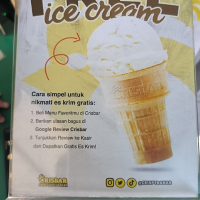 ice cream
Cara simpel untuk
nikmati es krim gratis:
1. Beli Menu Favoritmu di Crisbar
2. Berikan ulasan bagus di
Google Review Crisbar
3. Tunjukkan Review ke Kasir
dan Dapatkan Gratis Es Krim!
CRISBAR